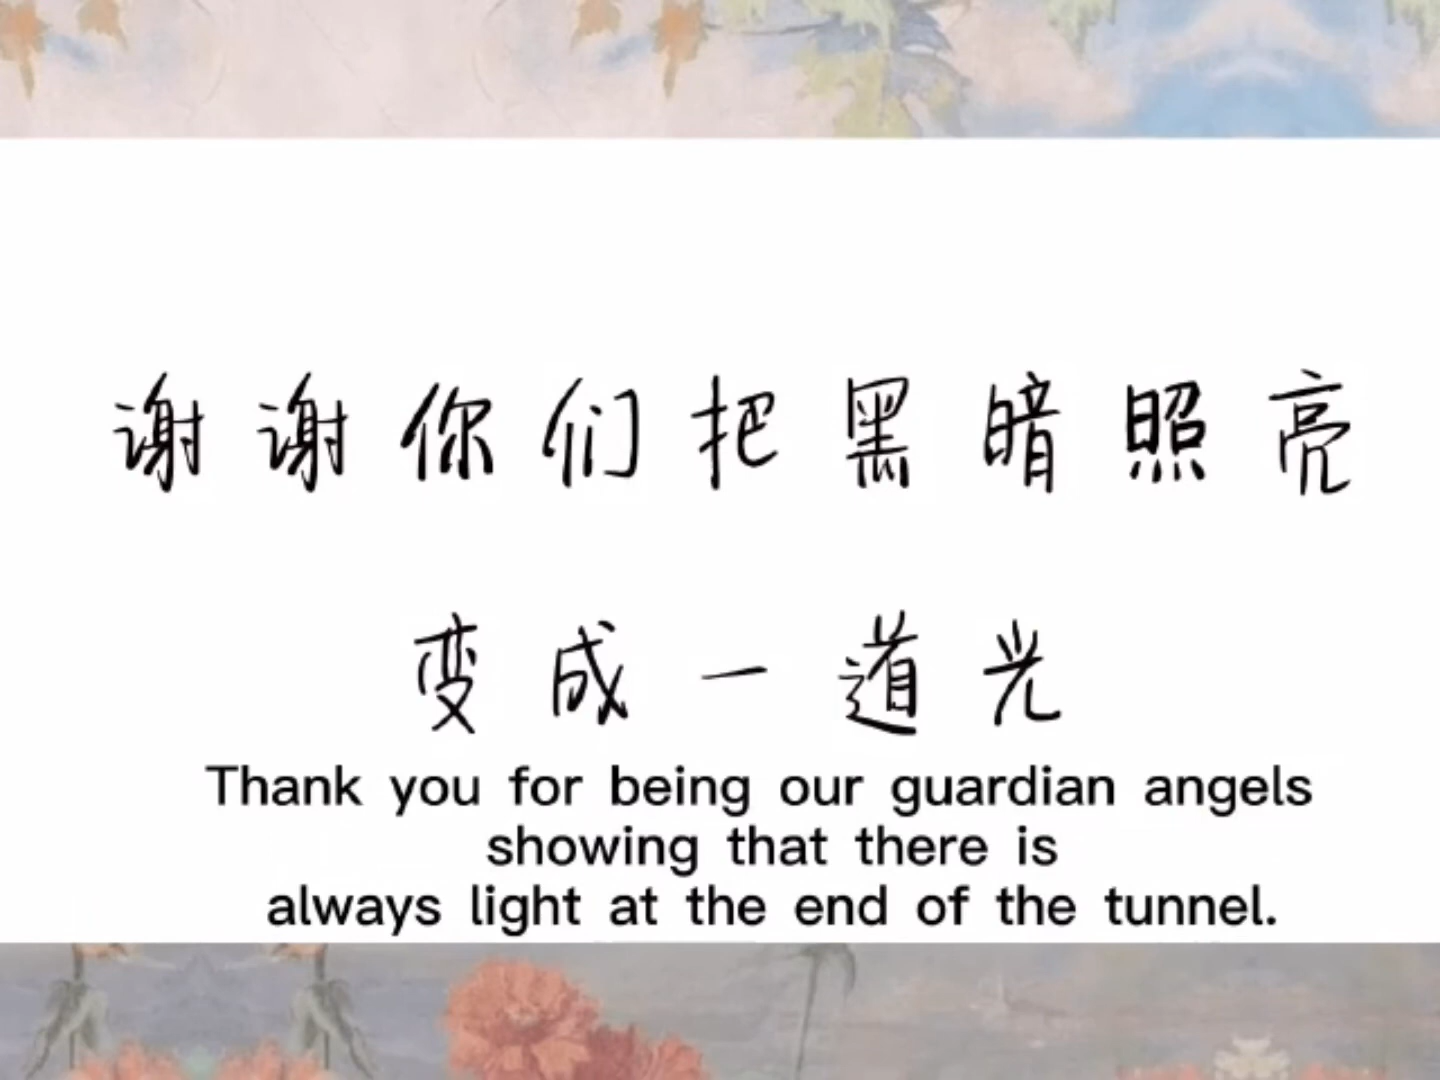 谢谢你们把黑暗照亮
变成一道光
Thank you for being our guardian angels
showing that there is
always light at the end of the tunnel.